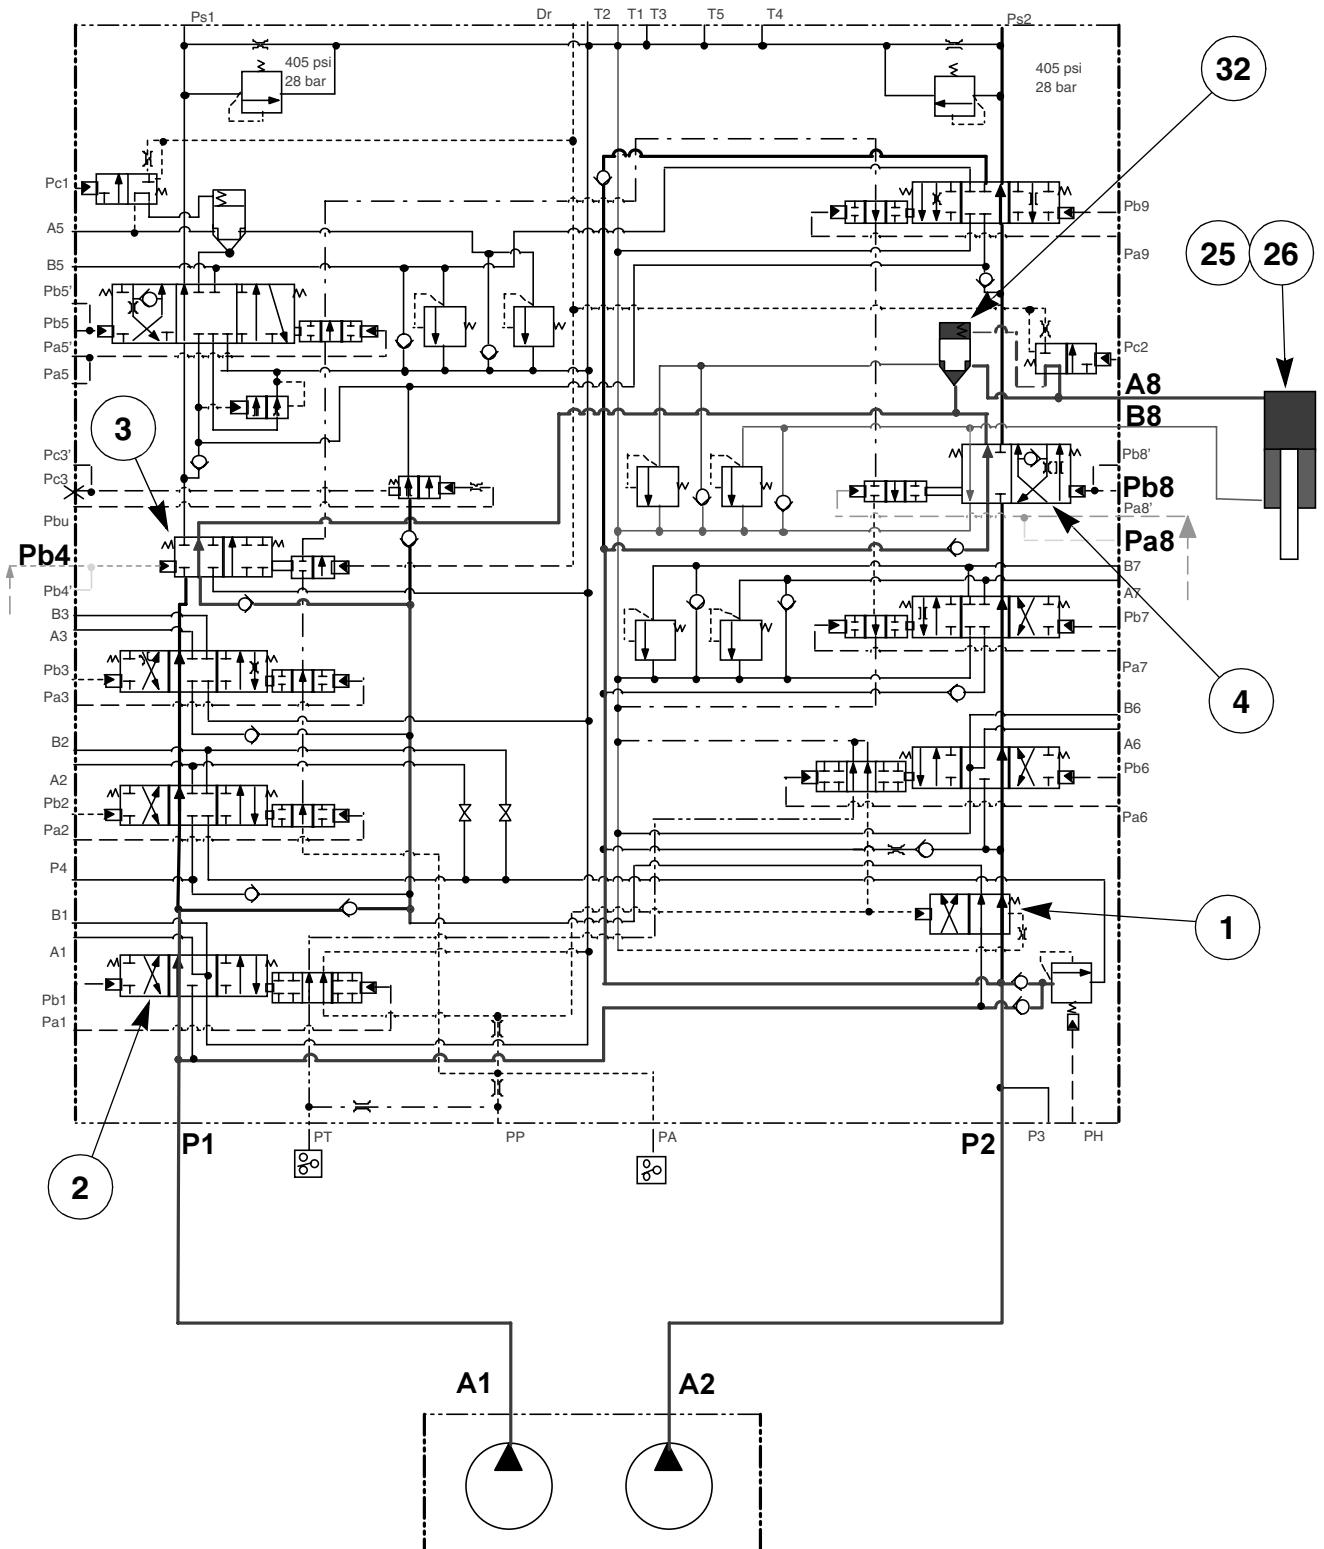 Ps1
Dr
T2
T1 T3
T5
T4
Ps2
405 psi
28 bar
405 psi
28 bar
32
Pc1
Pb9
A5
25
26
Pa9
B5
Pb5'
Pb5
Pa5'
Pc2
Pa5
A8
B8
3
Pc3'
Pb8'
Pc3
Pb8
Pa8'
Pbu
Pa8
Pb4
B7
Pb4'
A7
B3
Pb7
A3
Pb3
Pa7
Pa3
4
B6
B2
A6
A2
Pb6
Pb2
Pa6
Pa2
P4
B1
1
A1
Pb1
Pa1
P1
PT
PP
PA
P2
P3
PH
2
A1
A2